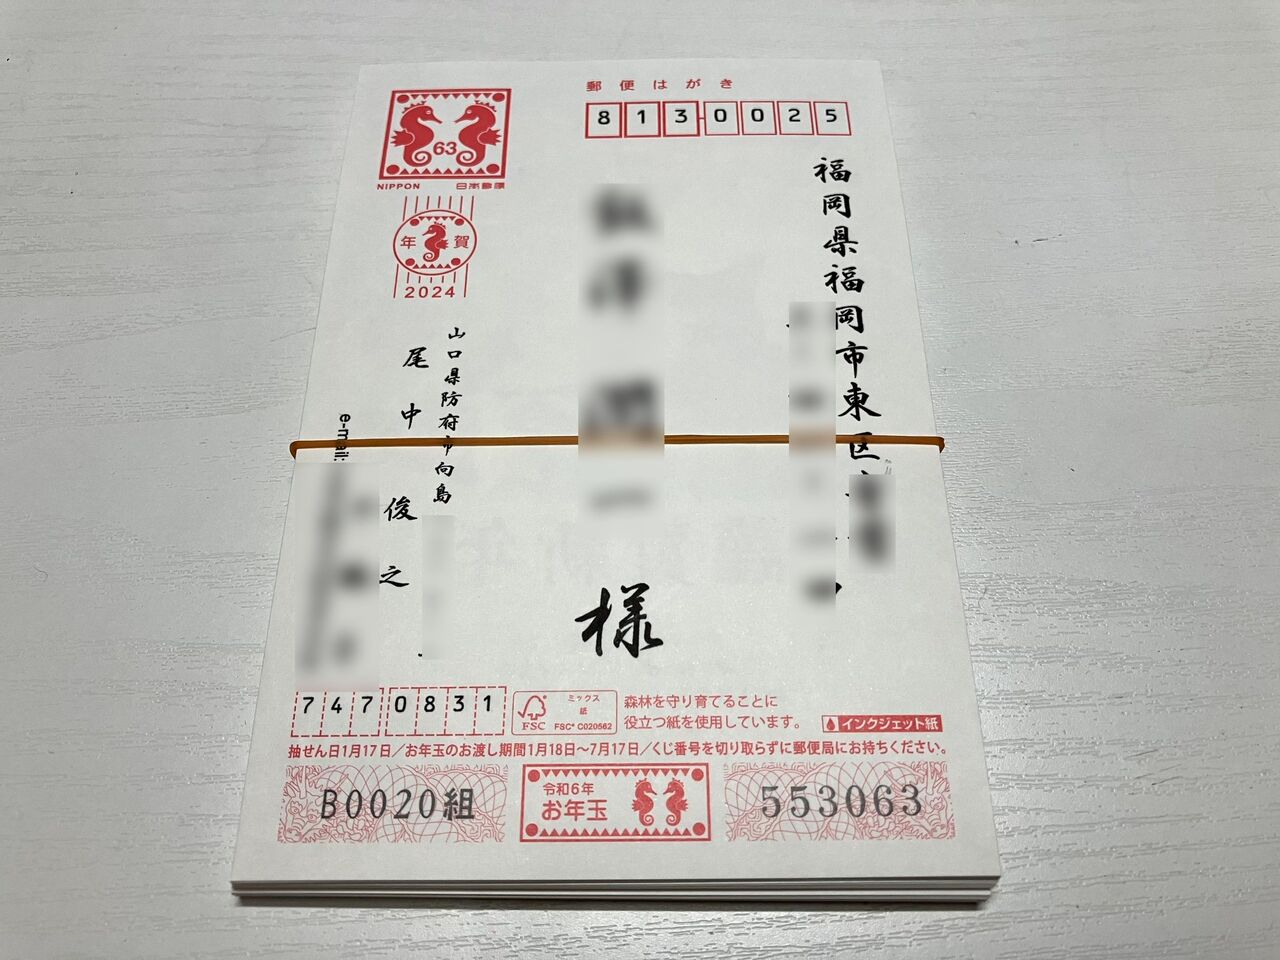 郵便はがき
8130025
63
NIPPON 日本郵便
年賀
2024
福岡県福岡市東区
様
山口県防府市向島
尾中 俊之
e-mail:
7470831
ミックス
紙
FSC
FSC® C020562
森林を守り育てることに
役立つ紙を使用しています。
インクジェット紙
抽せん日1月17日/お年玉のお渡し期間1月18日～7月17日/くじ番号を切り取らずに郵便局にお持ちください。
B0020組
令和6年
お年玉
553063